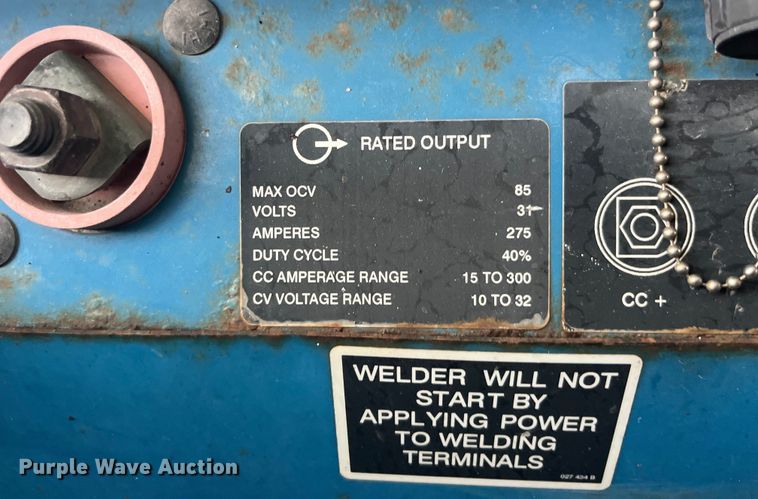 RATED OUTPUT
MAX OCV 85
VOLTS 31
AMPERES 275
DUTY CYCLE 40%
CC AMPERAGE RANGE 15 TO 300
CV VOLTAGE RANGE 10 TO 32
CC +
WELDER WILL NOT
START BY
APPLYING POWER
TO WELDING
TERMINALS
027 434 B
Purple Wave Auction